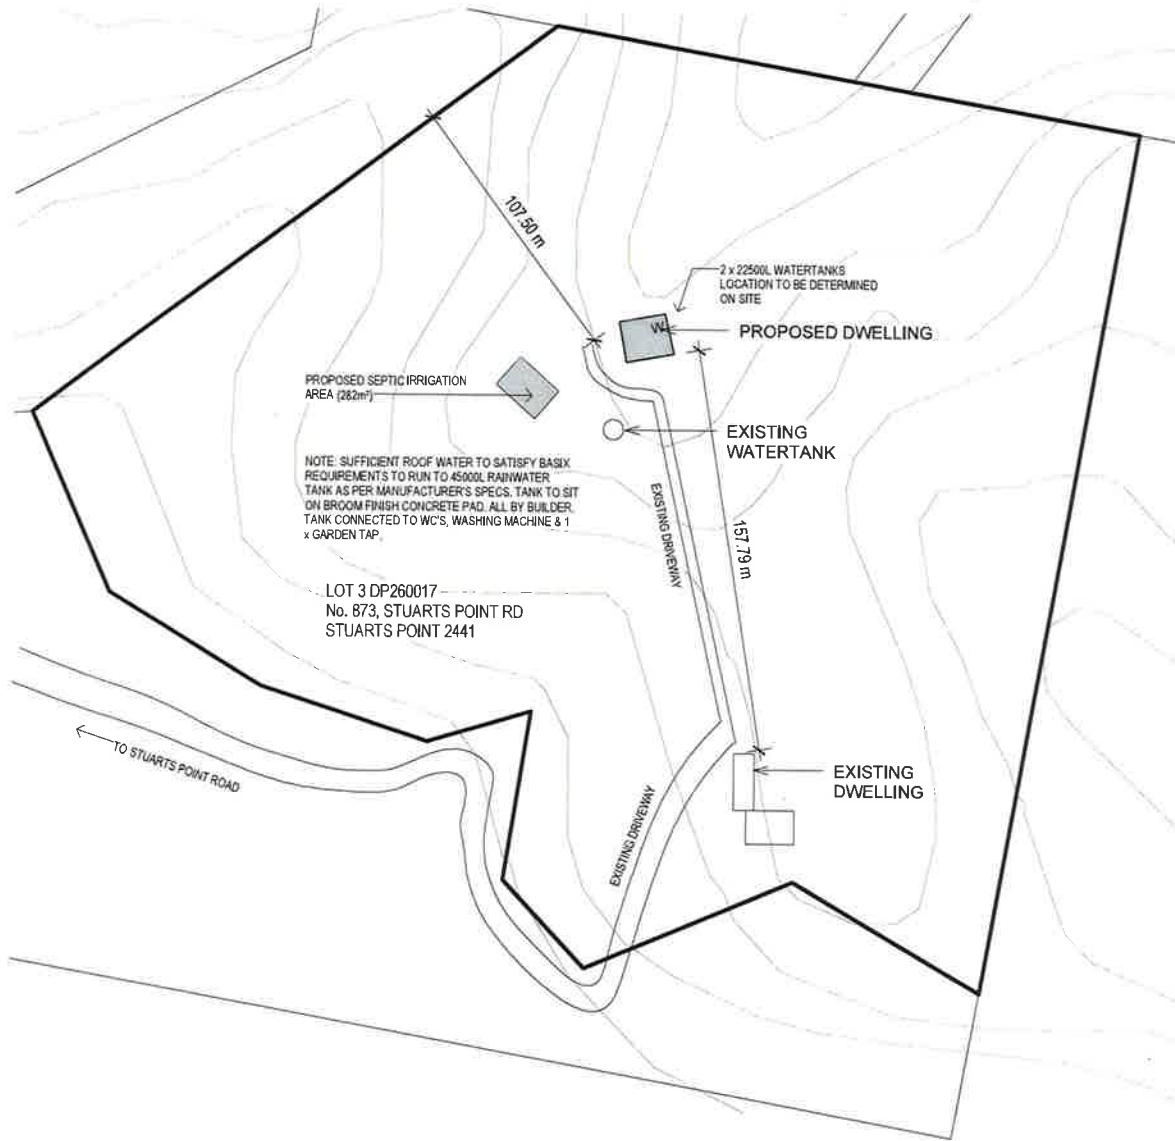 107.50 m
2 x 22500L WATERTANKS
LOCATION TO BE DETERMINED
ON SITE
W
PROPOSED DWELLING
PROPOSED SEPTIC IRRIGATION
AREA (282m²)
EXISTING
WATERTANK
NOTE: SUFFICIENT ROOF WATER TO SATISFY BASIX
REQUIREMENTS TO RUN TO 45000L RAINWATER
TANK AS PER MANUFACTURER'S SPECS. TANK TO SIT
ON BROOM FINISH CONCRETE PAD. ALL BY BUILDER.
TANK CONNECTED TO WC'S, WASHING MACHINE & 1
x GARDEN TAP.
EXISTING DRIVEWAY
157.79 m
LOT 3 DP260017
No. 873, STUARTS POINT RD
STUARTS POINT 2441
TO STUARTS POINT ROAD
EXISTING
DWELLING
EXISTING DRIVEWAY